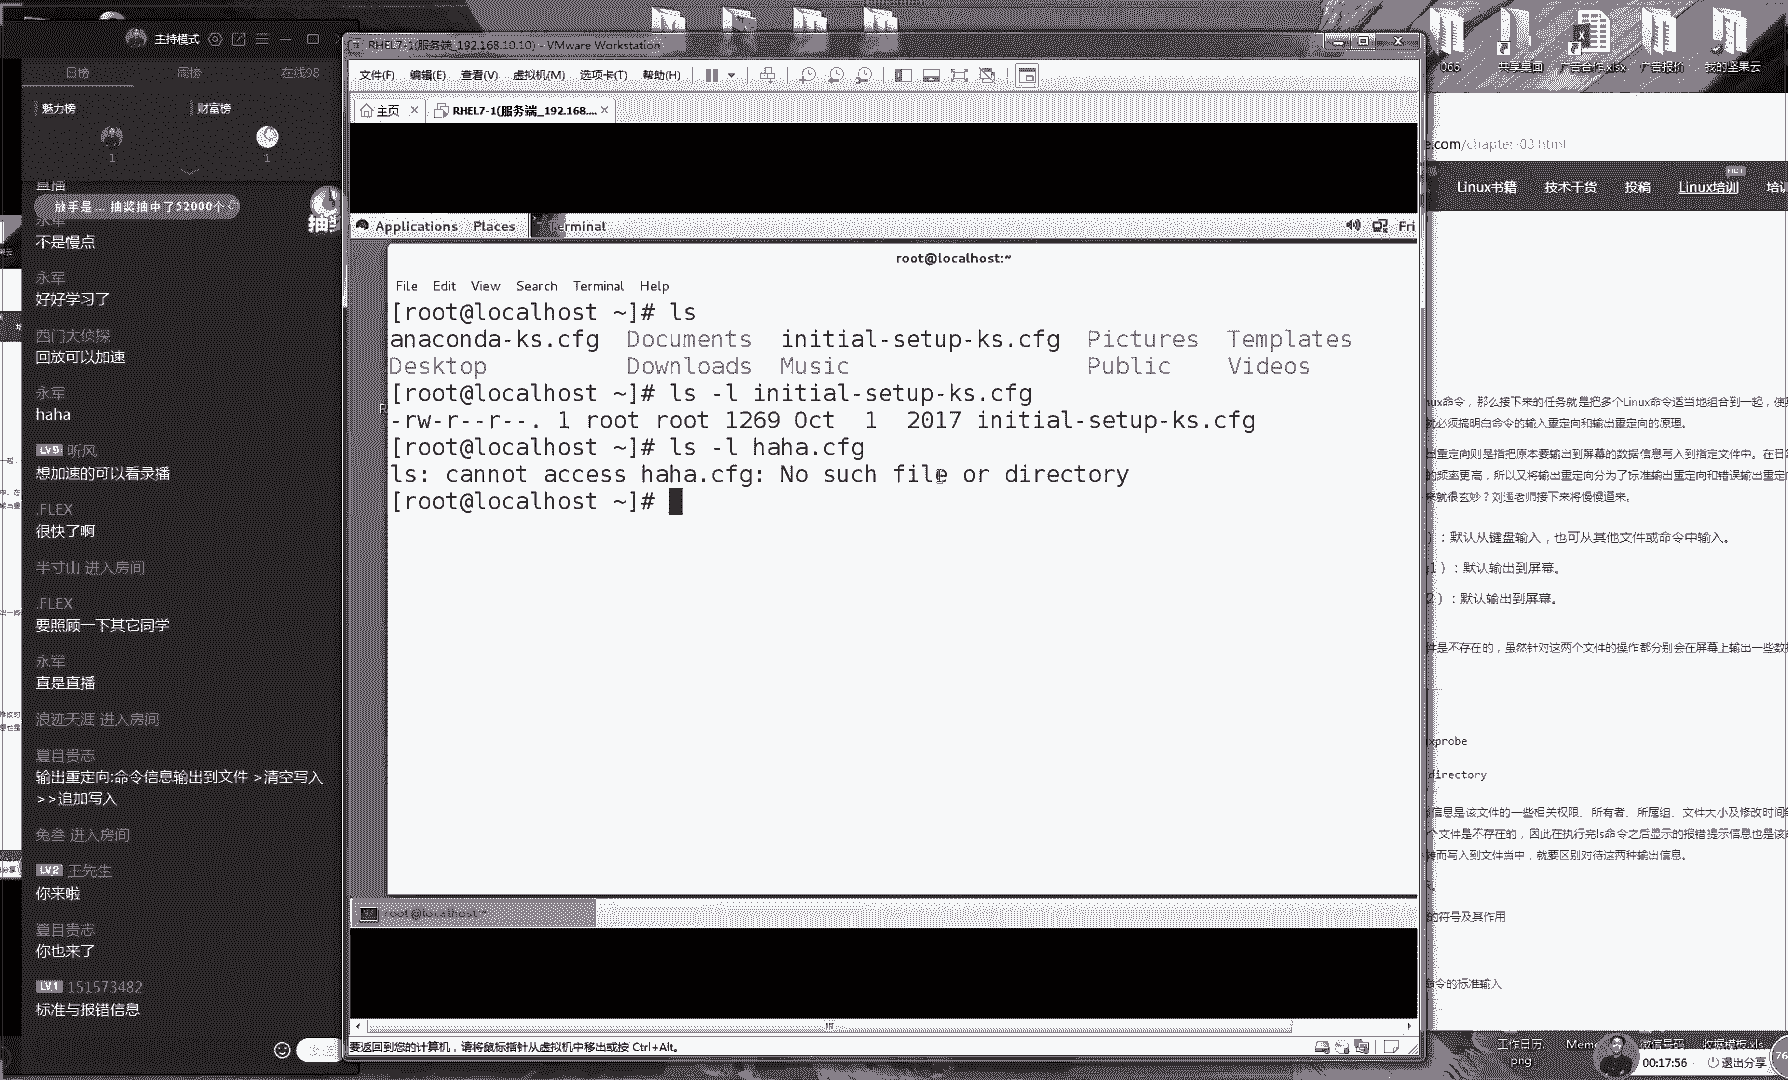 主持模式
日榜
周榜
在线98
魅力榜
财富榜
1
1
直播
放手是... 抽奖抽中了52000个
永军
不是慢点
永军
好好学习了
西门大侦探
回放可以加速
永军
haha
LV9 听风
想加速的可以看录播
.FLEX
很快了啊
半寸山 进入房间
.FLEX
要照顾一下其它同学
永军
直是直播
浪迹天涯 进入房间
夏目贵志
输出重定向:命令信息输出到文件 >清空写入
>>追加写入
兔叁 进入房间
LV2 王先生
你来啦
夏目贵志
你也来了
LV1 151573482
标准与报错信息
RHEL7-1(服务端_192.168.10.10) - VMware Workstation
文件(F) 编辑(E) 查看(V) 虚拟机(M) 选项卡(T) 帮助(H)
主页
RHEL7-1(服务端_192.168....
Applications Places Terminal
Fri
root@localhost:~
File Edit View Search Terminal Help
[root@localhost ~]# ls
anaconda-ks.cfg Documents initial-setup-ks.cfg Pictures Templates
Desktop Downloads Music Public Videos
[root@localhost ~]# ls -l initial-setup-ks.cfg
-rw-r--r--. 1 root root 1269 Oct 1 2017 initial-setup-ks.cfg
[root@localhost ~]# ls -l haha.cfg
ls: cannot access haha.cfg: No such file or directory
[root@localhost ~]#
root@localhost:~
要返回到您的计算机，请将鼠标指针从虚拟机中移出或按 Ctrl+Alt。
066
广告合作.xlsx
广告报价
我的坚果云
e.com/chapter-03.html
Linux书籍 技术干货 投稿 Linux培训
HOT
nux命令，那么接下来的任务就是把多个Linux命令适当地组合到一起，使
就必须搞明白命令的输入重定向和输出重定向的原理。
出重定向则是指把原本要输出到屏幕的数据信息写入到指定文件中。在日
的频率更高，所以又将输出重定向分为了标准输出重定向和错误输出重定
来就很玄妙？刘遄老师接下来将慢慢道来。
）：默认从键盘输入，也可从其他文件或命令中输入。
1）：默认输出到屏幕。
2）：默认输出到屏幕。
件是不存在的，虽然针对这两个文件的操作都分别会在屏幕上输出一些数
xprobe
directory
信息是该文件的一些相关权限、所有者、所属组、文件大小及修改时间
个文件是不存在的，因此在执行完ls命令之后显示的报错提示信息也是该
转而写入到文件当中，就要区别对待这两种输出信息。
的符号及其作用
命令的标准输入
工作日历.
png
微信号码
收据模板.xls
00:17:56
退出分享
76